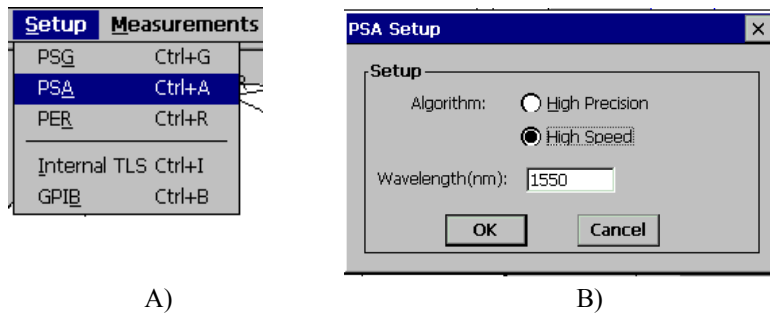 Setup Measurements
PSG Ctrl+G
PSA Ctrl+A
PER Ctrl+R
Internal TLS Ctrl+I
GPIB Ctrl+B
A)
PSA Setup
Setup
Algorithm: High Precision
High Speed
Wavelength(nm): 1550
OK Cancel
B)